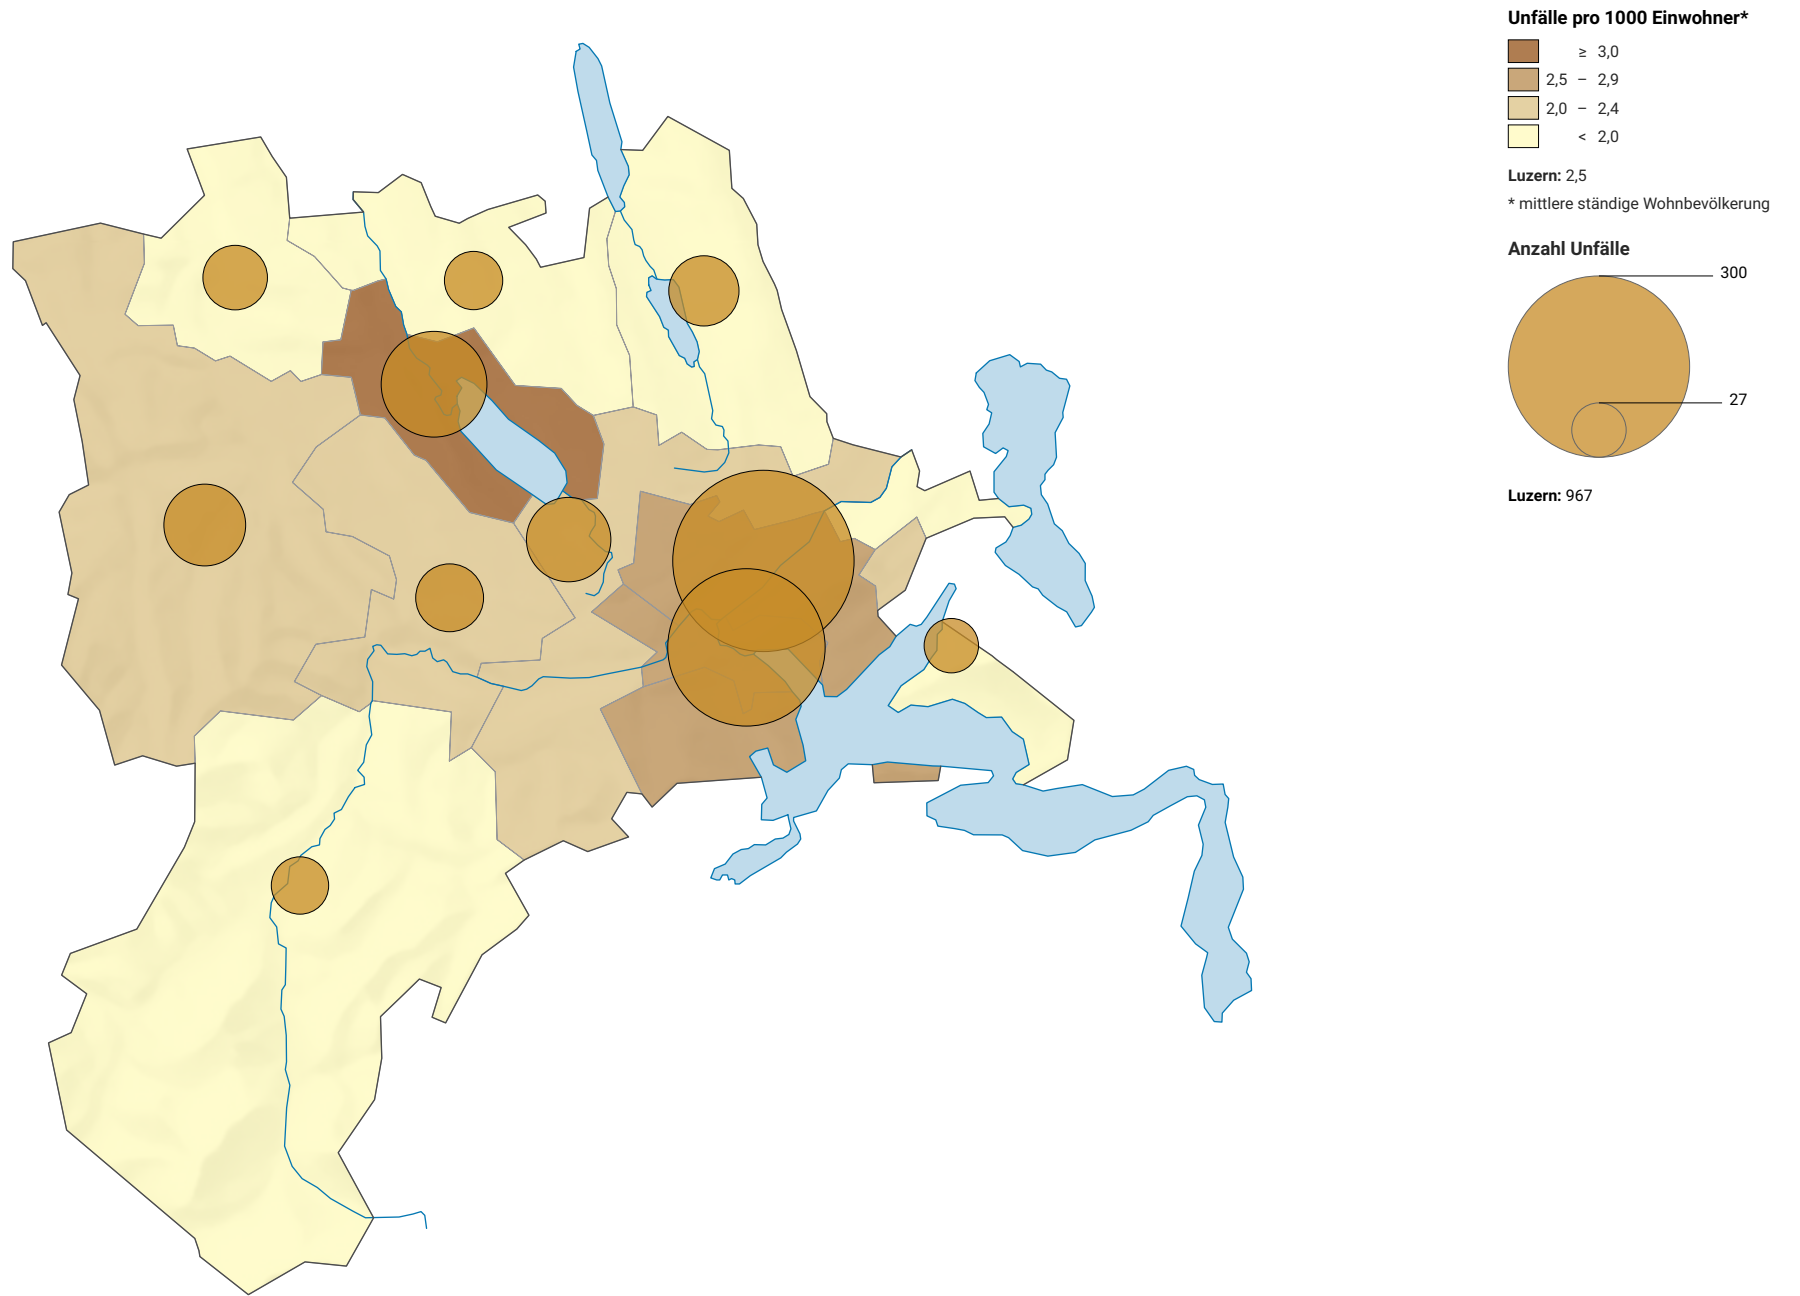 Unfälle pro 1000 Einwohner*
≥ 3,0
2,5 – 2,9
2,0 – 2,4
< 2,0
Luzern: 2,5
* mittlere ständige Wohnbevölkerung
Anzahl Unfälle
300
27
Luzern: 967